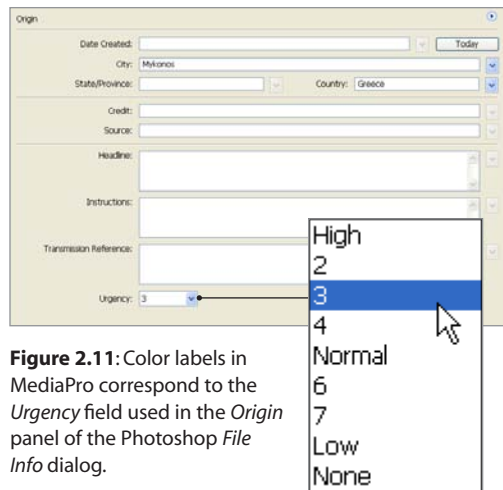 Origin
Date Created: Today
City: Mykonos
State/Province: Country: Greece
Credit:
Source:
Headline:
Instructions:
Transmission Reference:
Urgency: 3
High
2
3
4
Normal
6
7
Low
None
Figure 2.11: Color labels in
MediaPro correspond to the
Urgency field used in the Origin
panel of the Photoshop File
Info dialog.